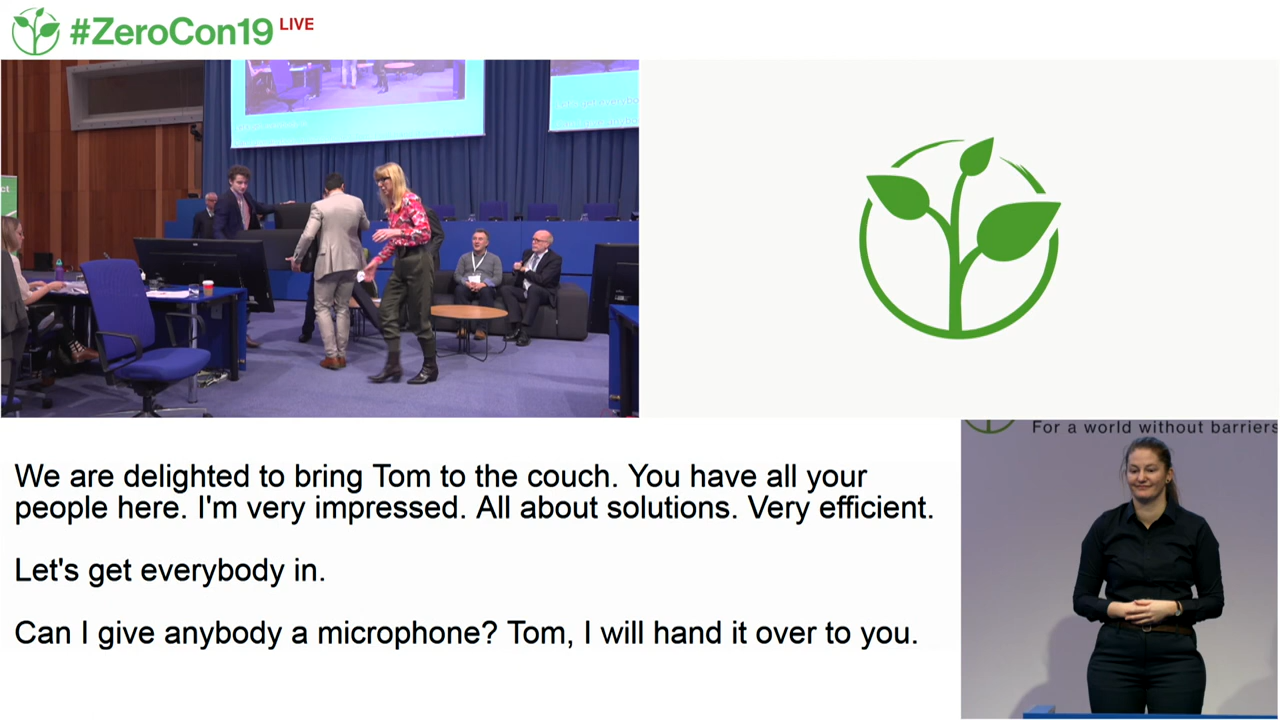 #ZeroCon19 LIVE
ct
For a world without barriers
We are delighted to bring Tom to the couch. You have all your
people here. I'm very impressed. All about solutions. Very efficient.
Let's get everybody in.
Can I give anybody a microphone? Tom, I will hand it over to you.